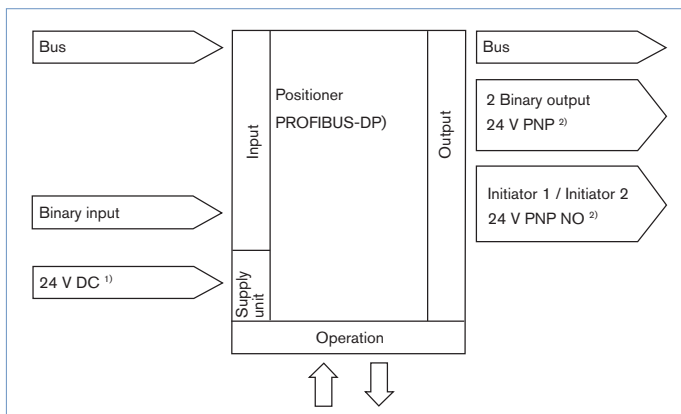 Bus
Binary input
24 V DC 1)
Input
Supply
unit
Positioner
PROFIBUS-DP)
Output
Operation
Bus
2 Binary output
24 V PNP 2)
Initiator 1 / Initiator 2
24 V PNP NO 2)